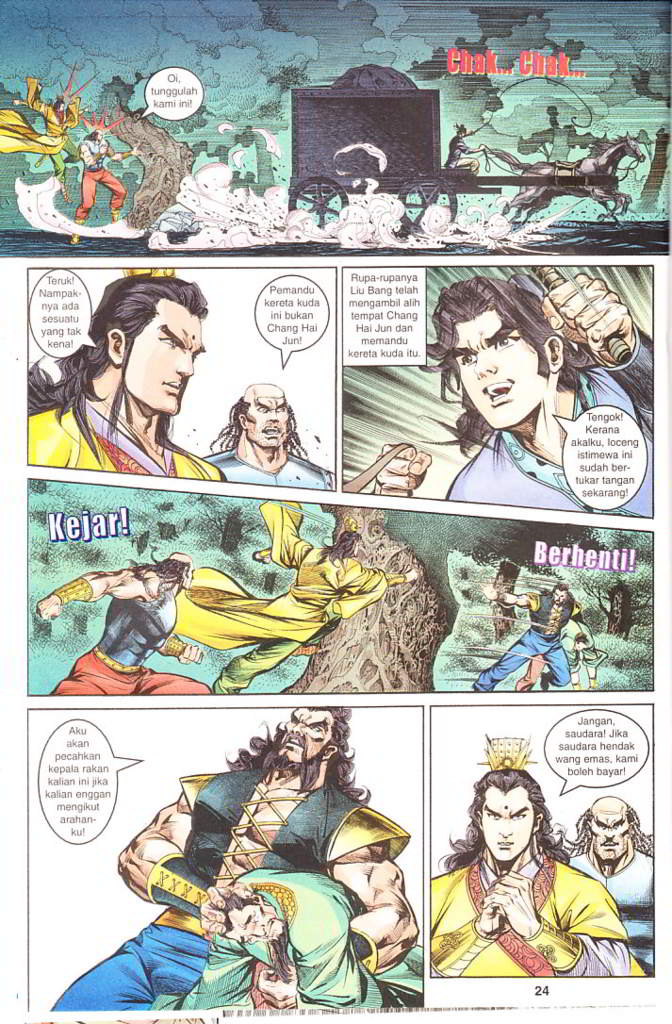 Chak... Chak...
Oi,
tunggulah
kami ini!
Teruk!
Nampak-
nya ada
sesuatu
yang tak
kena!
Pemandu
kereta kuda
ini bukan
Chang Hai
Jun!
Rupa-rupanya
Liu Bang telah
mengambil alih
tempat Chang
Hai Jun dan
memandu
kereta kuda itu.
Tengok!
Kerana
akalku, loceng
istimewa ini
sudah ber-
tukar tangan
sekarang!
Kejar!
Berhenti!
Aku
akan
pecahkan
kepala rakan
kalian ini jika
kalian enggan
mengikut
arahan-
ku!
Jangan,
saudara! Jika
saudara hendak
wang emas, kami
boleh bayar!
24